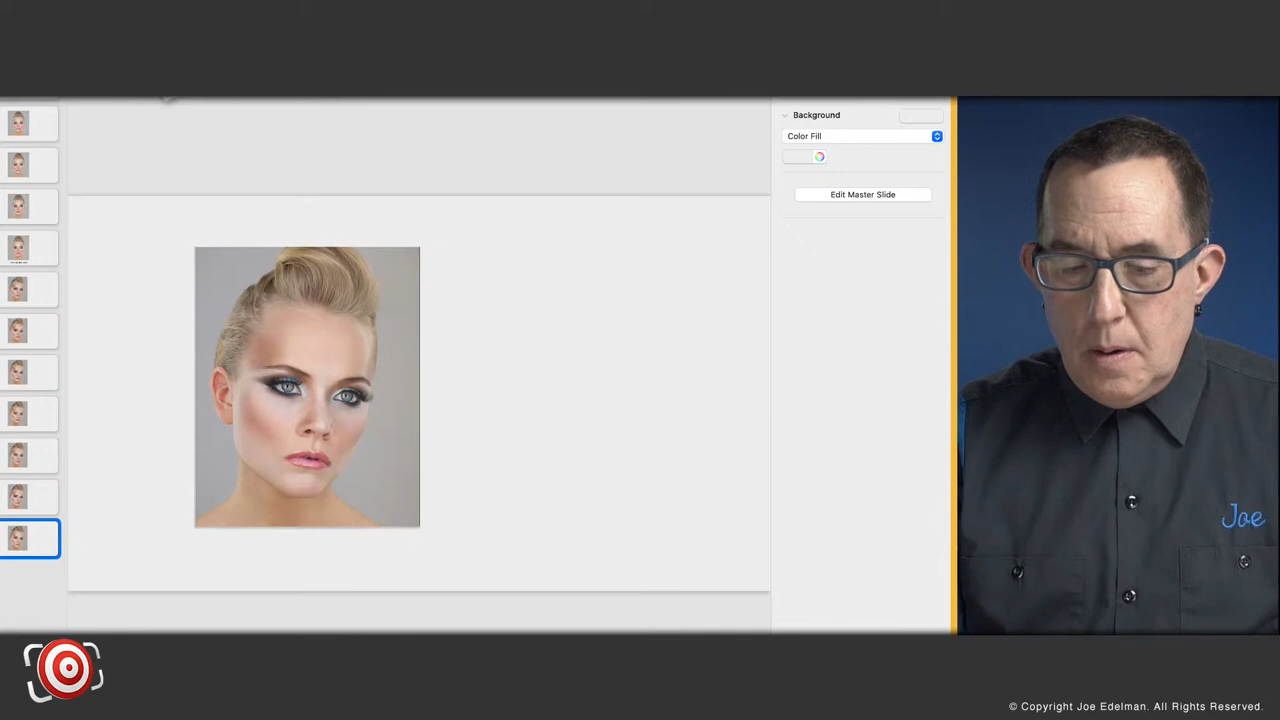 Background
Color Fill
Edit Master Slide
Joe
© Copyright Joe Edelman. All Rights Reserved.